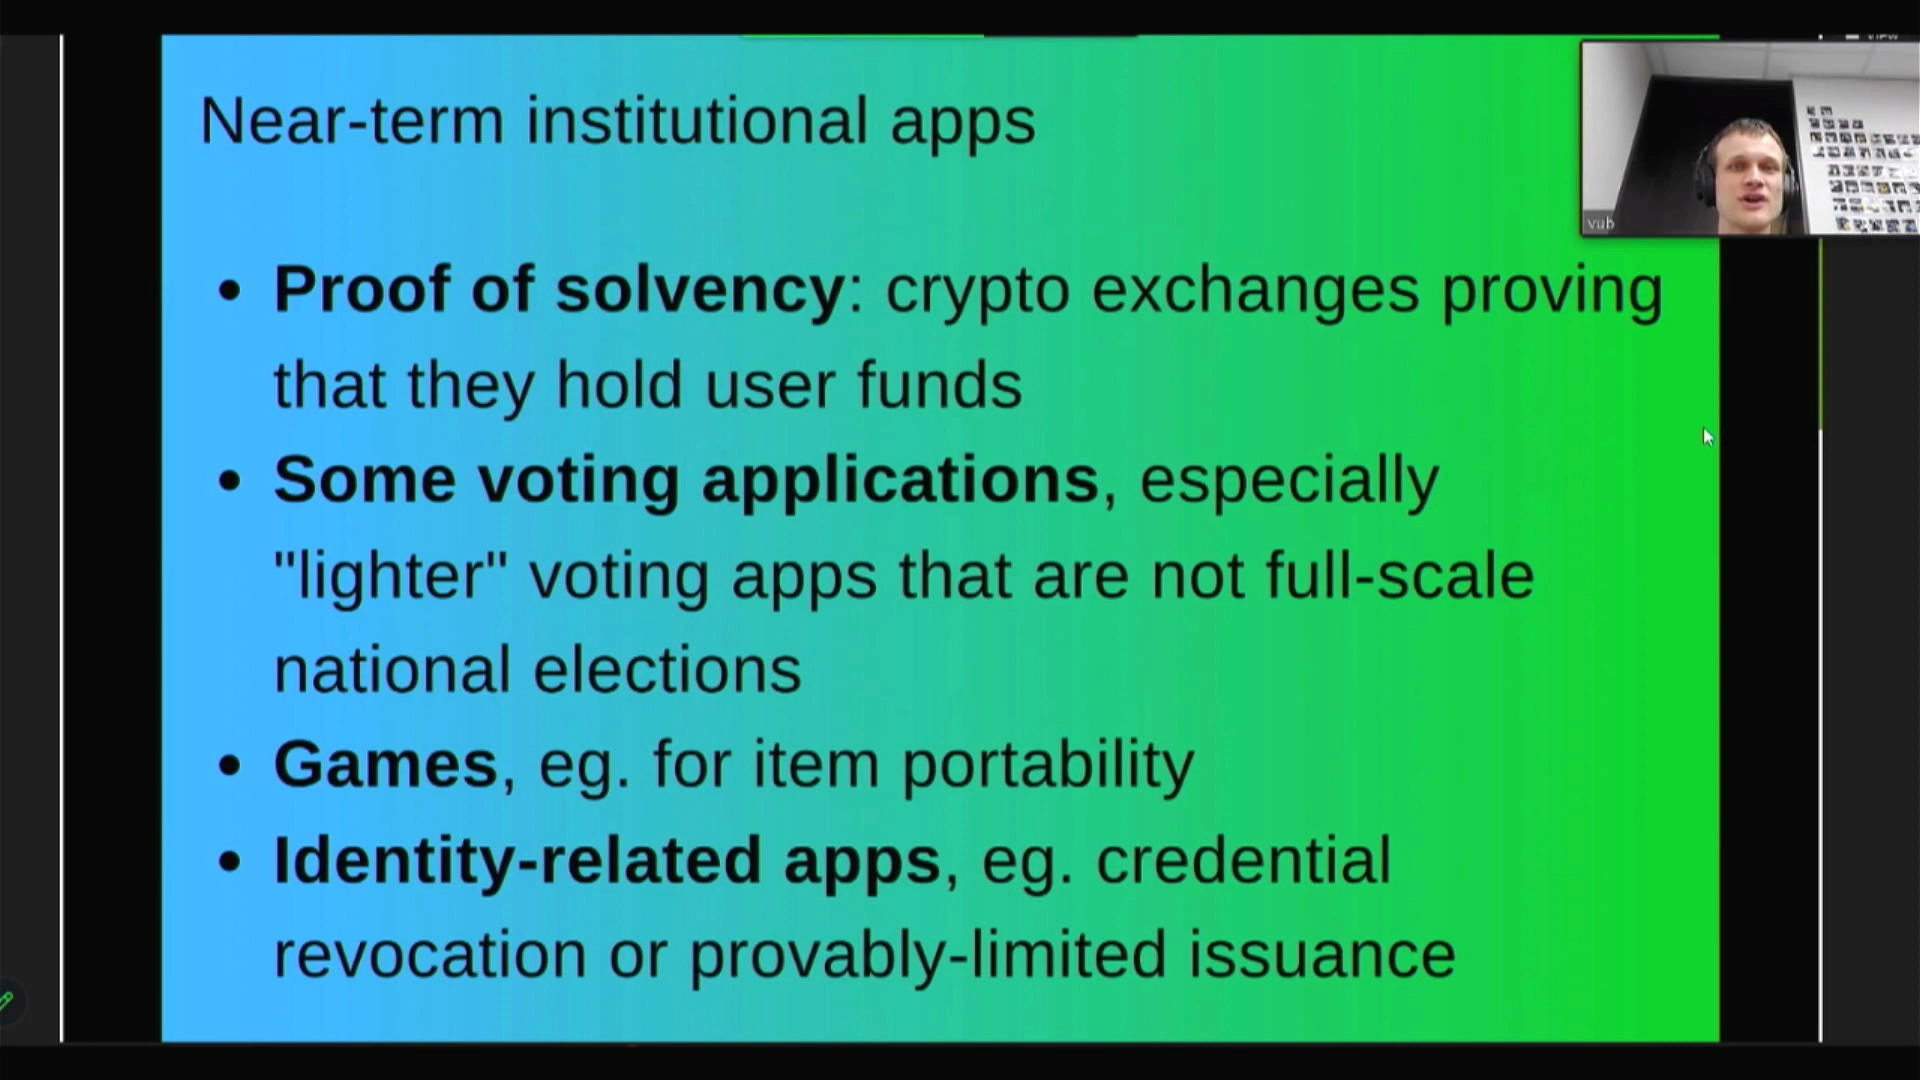 Near-term institutional apps
• Proof of solvency: crypto exchanges proving
that they hold user funds
• Some voting applications, especially
"lighter" voting apps that are not full-scale
national elections
• Games, eg. for item portability
• Identity-related apps, eg. credential
revocation or provably-limited issuance
vub